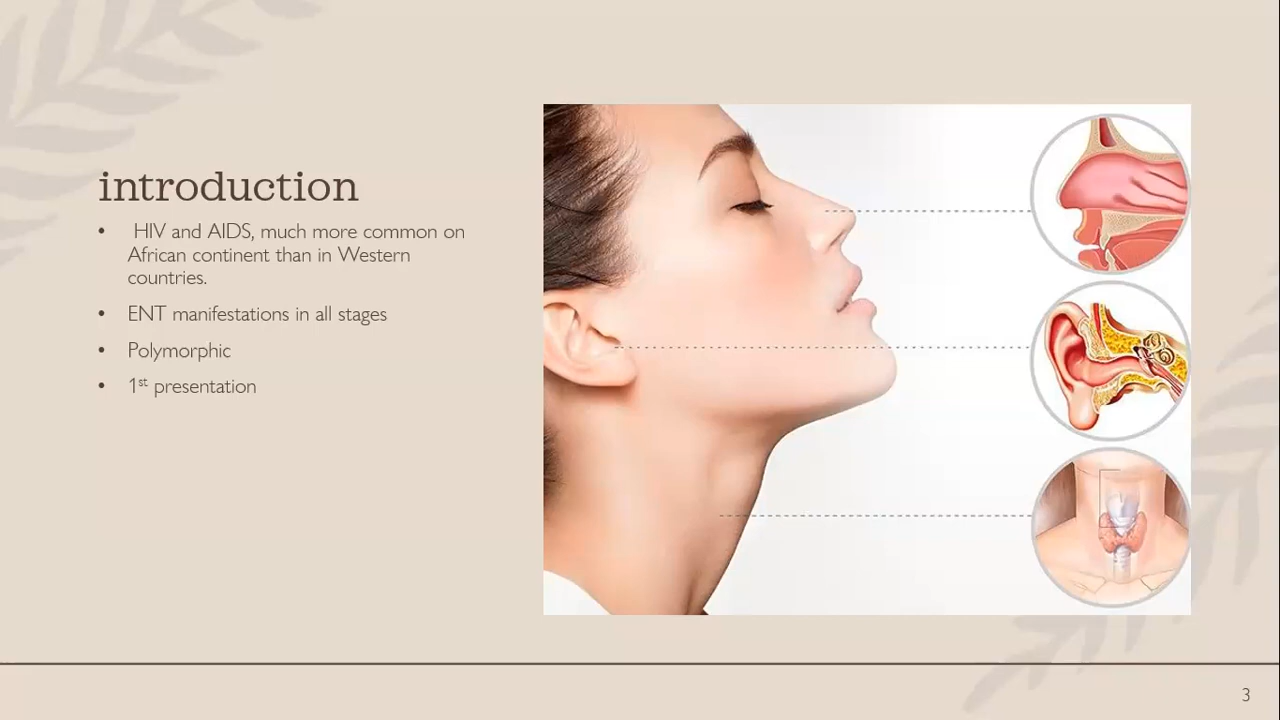 introduction
• HIV and AIDS, much more common on
African continent than in Western
countries.
• ENT manifestations in all stages
• Polymorphic
• 1st presentation
3